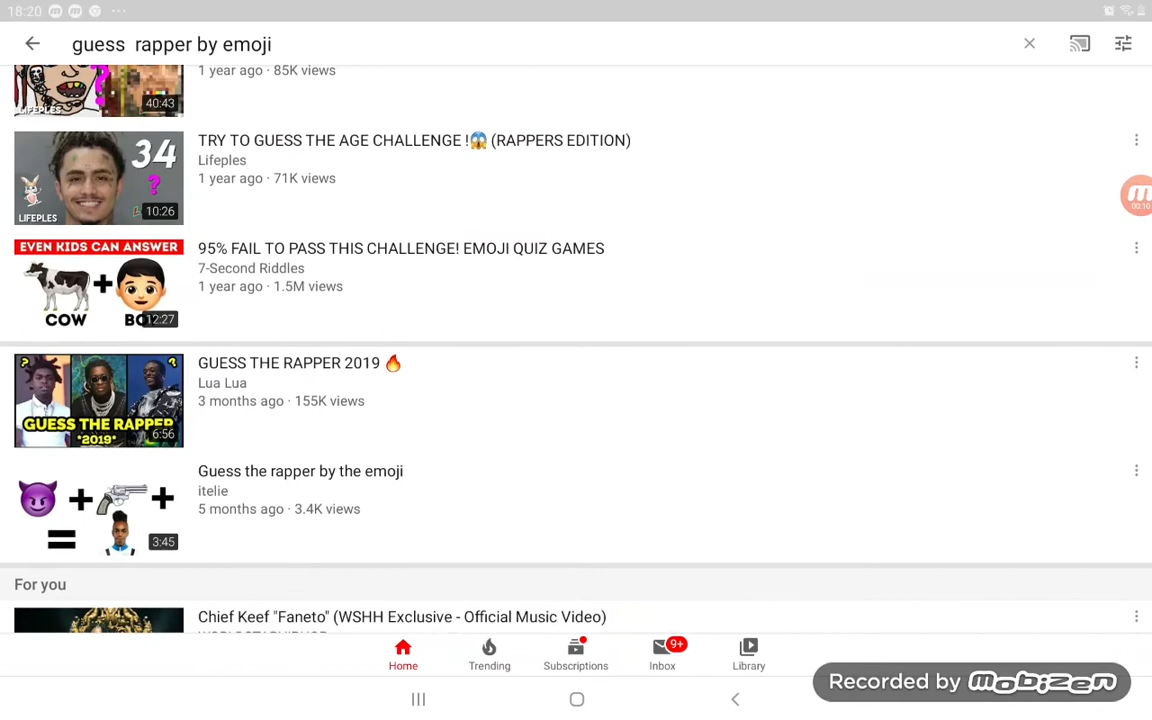 18:20
guess rapper by emoji
1 year ago · 85K views
LIFEPLES
40:43
TRY TO GUESS THE AGE CHALLENGE !😱 (RAPPERS EDITION)
Lifeples
1 year ago · 71K views
34
?
LIFEPLES
10:26
00:10
EVEN KIDS CAN ANSWER
95% FAIL TO PASS THIS CHALLENGE! EMOJI QUIZ GAMES
7-Second Riddles
1 year ago · 1.5M views
+
COW
12:27
GUESS THE RAPPER 2019 🔥
Lua Lua
3 months ago · 155K views
? ?
GUESS THE RAPPER
*2019*
6:56
Guess the rapper by the emoji
itelie
5 months ago · 3.4K views
+ +
=
3:45
For you
Chief Keef "Faneto" (WSHH Exclusive - Official Music Video)
9+
Home Trending Subscriptions Inbox Library
Recorded by mobizen